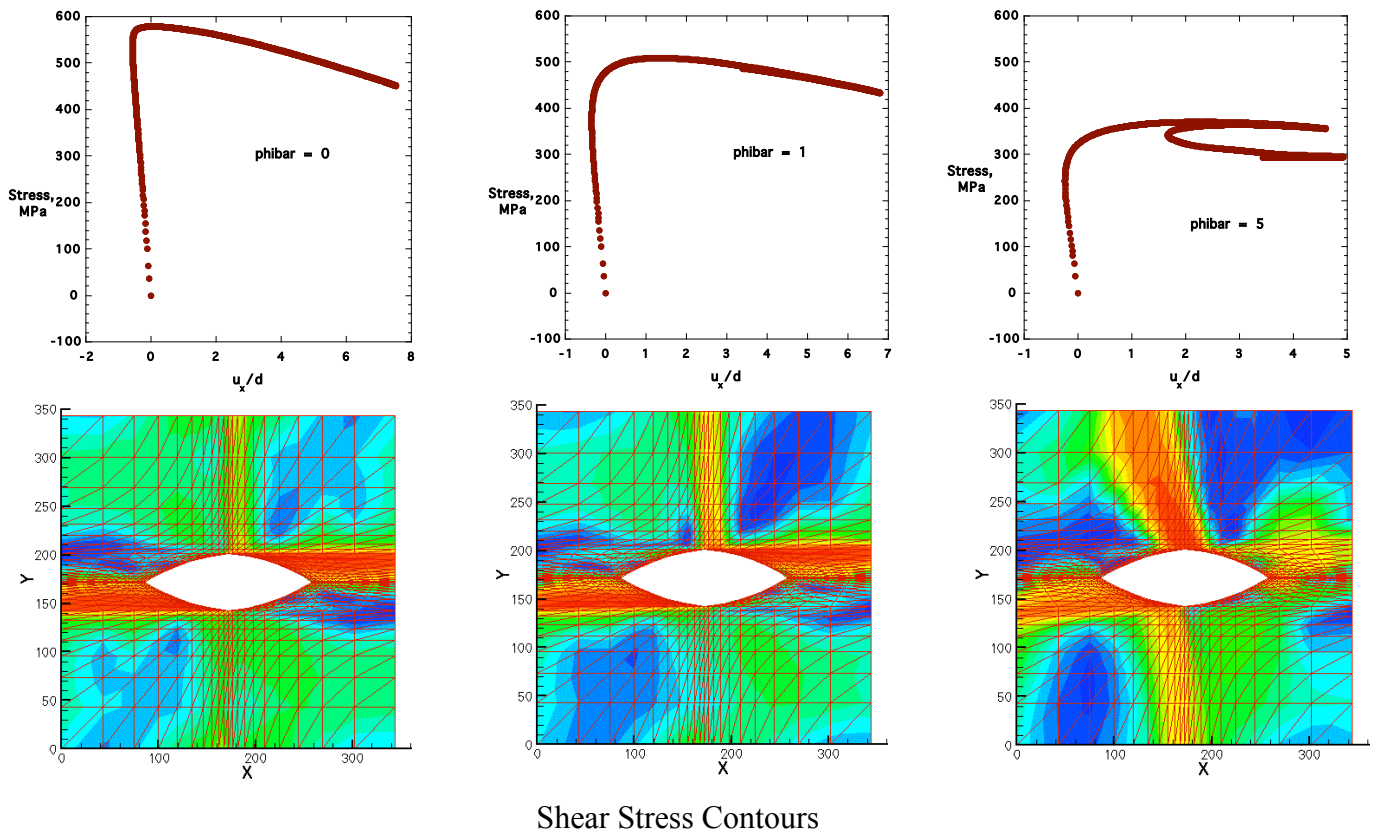 600
500
400
300
200
100
0
-100
Stress,
MPa
phibar = 0
-2 0 2 4 6 8
u_x/d
600
500
400
300
200
100
0
-100
Stress,
MPa
phibar = 1
-1 0 1 2 3 4 5 6 7
u_x/d
600
500
400
300
200
100
0
-100
Stress,
MPa
phibar = 5
-1 0 1 2 3 4 5
u_x/d
350
300
250
200
150
100
50
0
Y
0 100 200 300
X
350
300
250
200
150
100
50
0
Y
0 100 200 300
X
350
300
250
200
150
100
50
0
Y
0 100 200 300
X
Shear Stress Contours